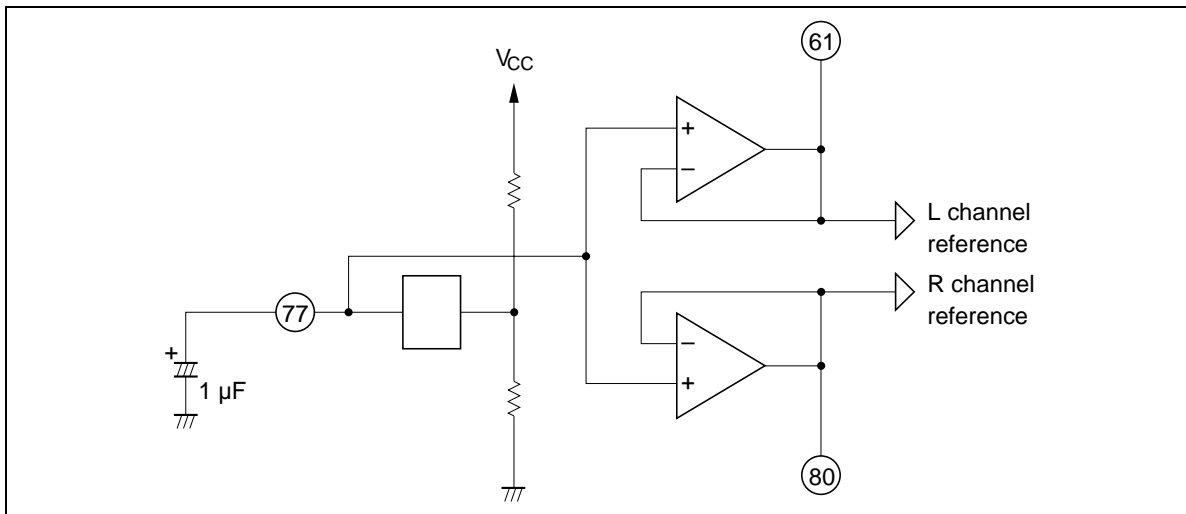 61
VCC
+
−
L channel
reference
R channel
reference
77
−
+
+
1 µF
80